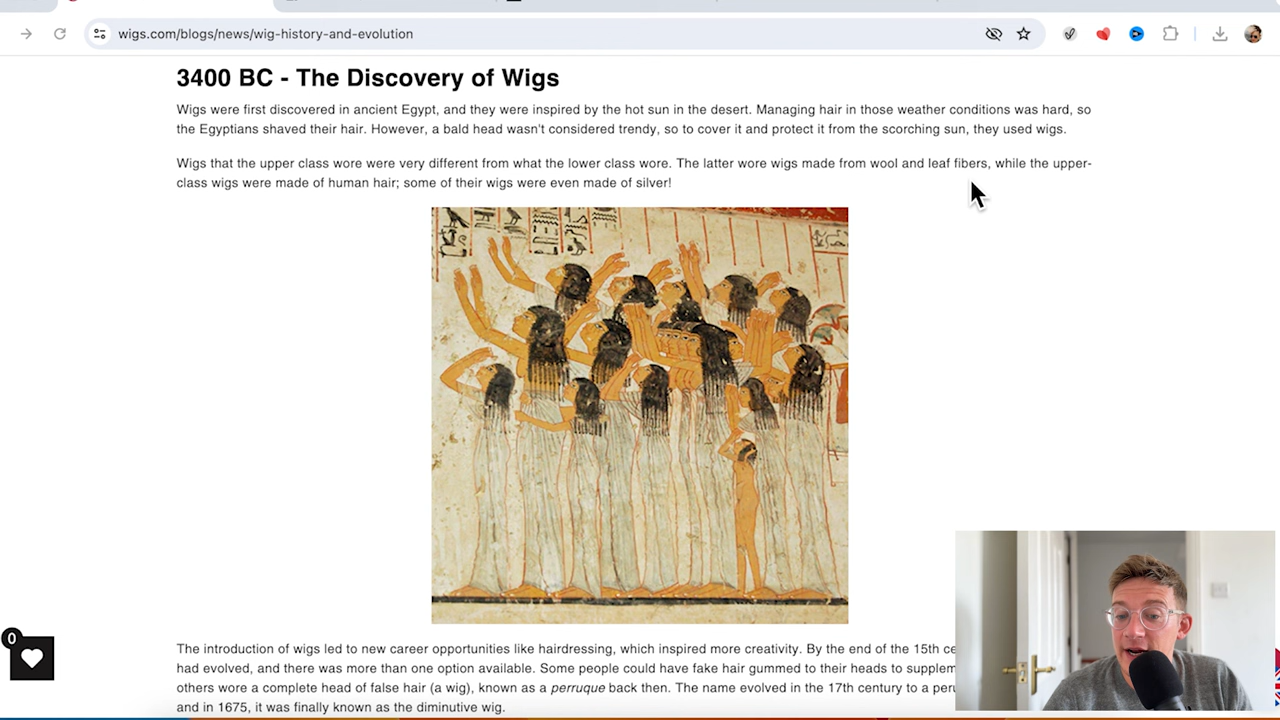 wigs.com/blogs/news/wig-history-and-evolution
3400 BC - The Discovery of Wigs
Wigs were first discovered in ancient Egypt, and they were inspired by the hot sun in the desert. Managing hair in those weather conditions was hard, so
the Egyptians shaved their hair. However, a bald head wasn't considered trendy, so to cover it and protect it from the scorching sun, they used wigs.
Wigs that the upper class wore were very different from what the lower class wore. The latter wore wigs made from wool and leaf fibers, while the upper-
class wigs were made of human hair; some of their wigs were even made of silver!
The introduction of wigs led to new career opportunities like hairdressing, which inspired more creativity. By the end of the 15th ce
had evolved, and there was more than one option available. Some people could have fake hair gummed to their heads to supplem
others wore a complete head of false hair (a wig), known as a perruque back then. The name evolved in the 17th century to a peru
and in 1675, it was finally known as the diminutive wig.
0